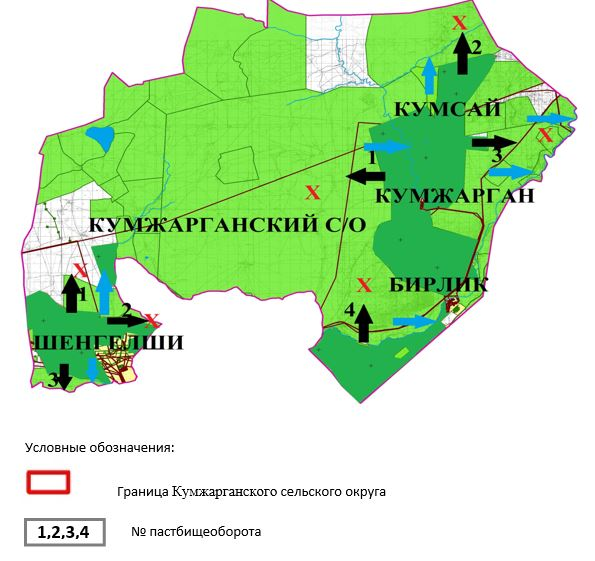 X
2
КУМСАЙ
X
1
3
КУМЖАРГАН
X
КУМЖАРГАНСКИЙ С/О
X
1
X
БИРЛИК
2
X
4
ШЕНГЕЛШИ
3
Условные обозначения:
Граница Кумжарганского сельского округа
1,2,3,4
№ пастбищеоборота